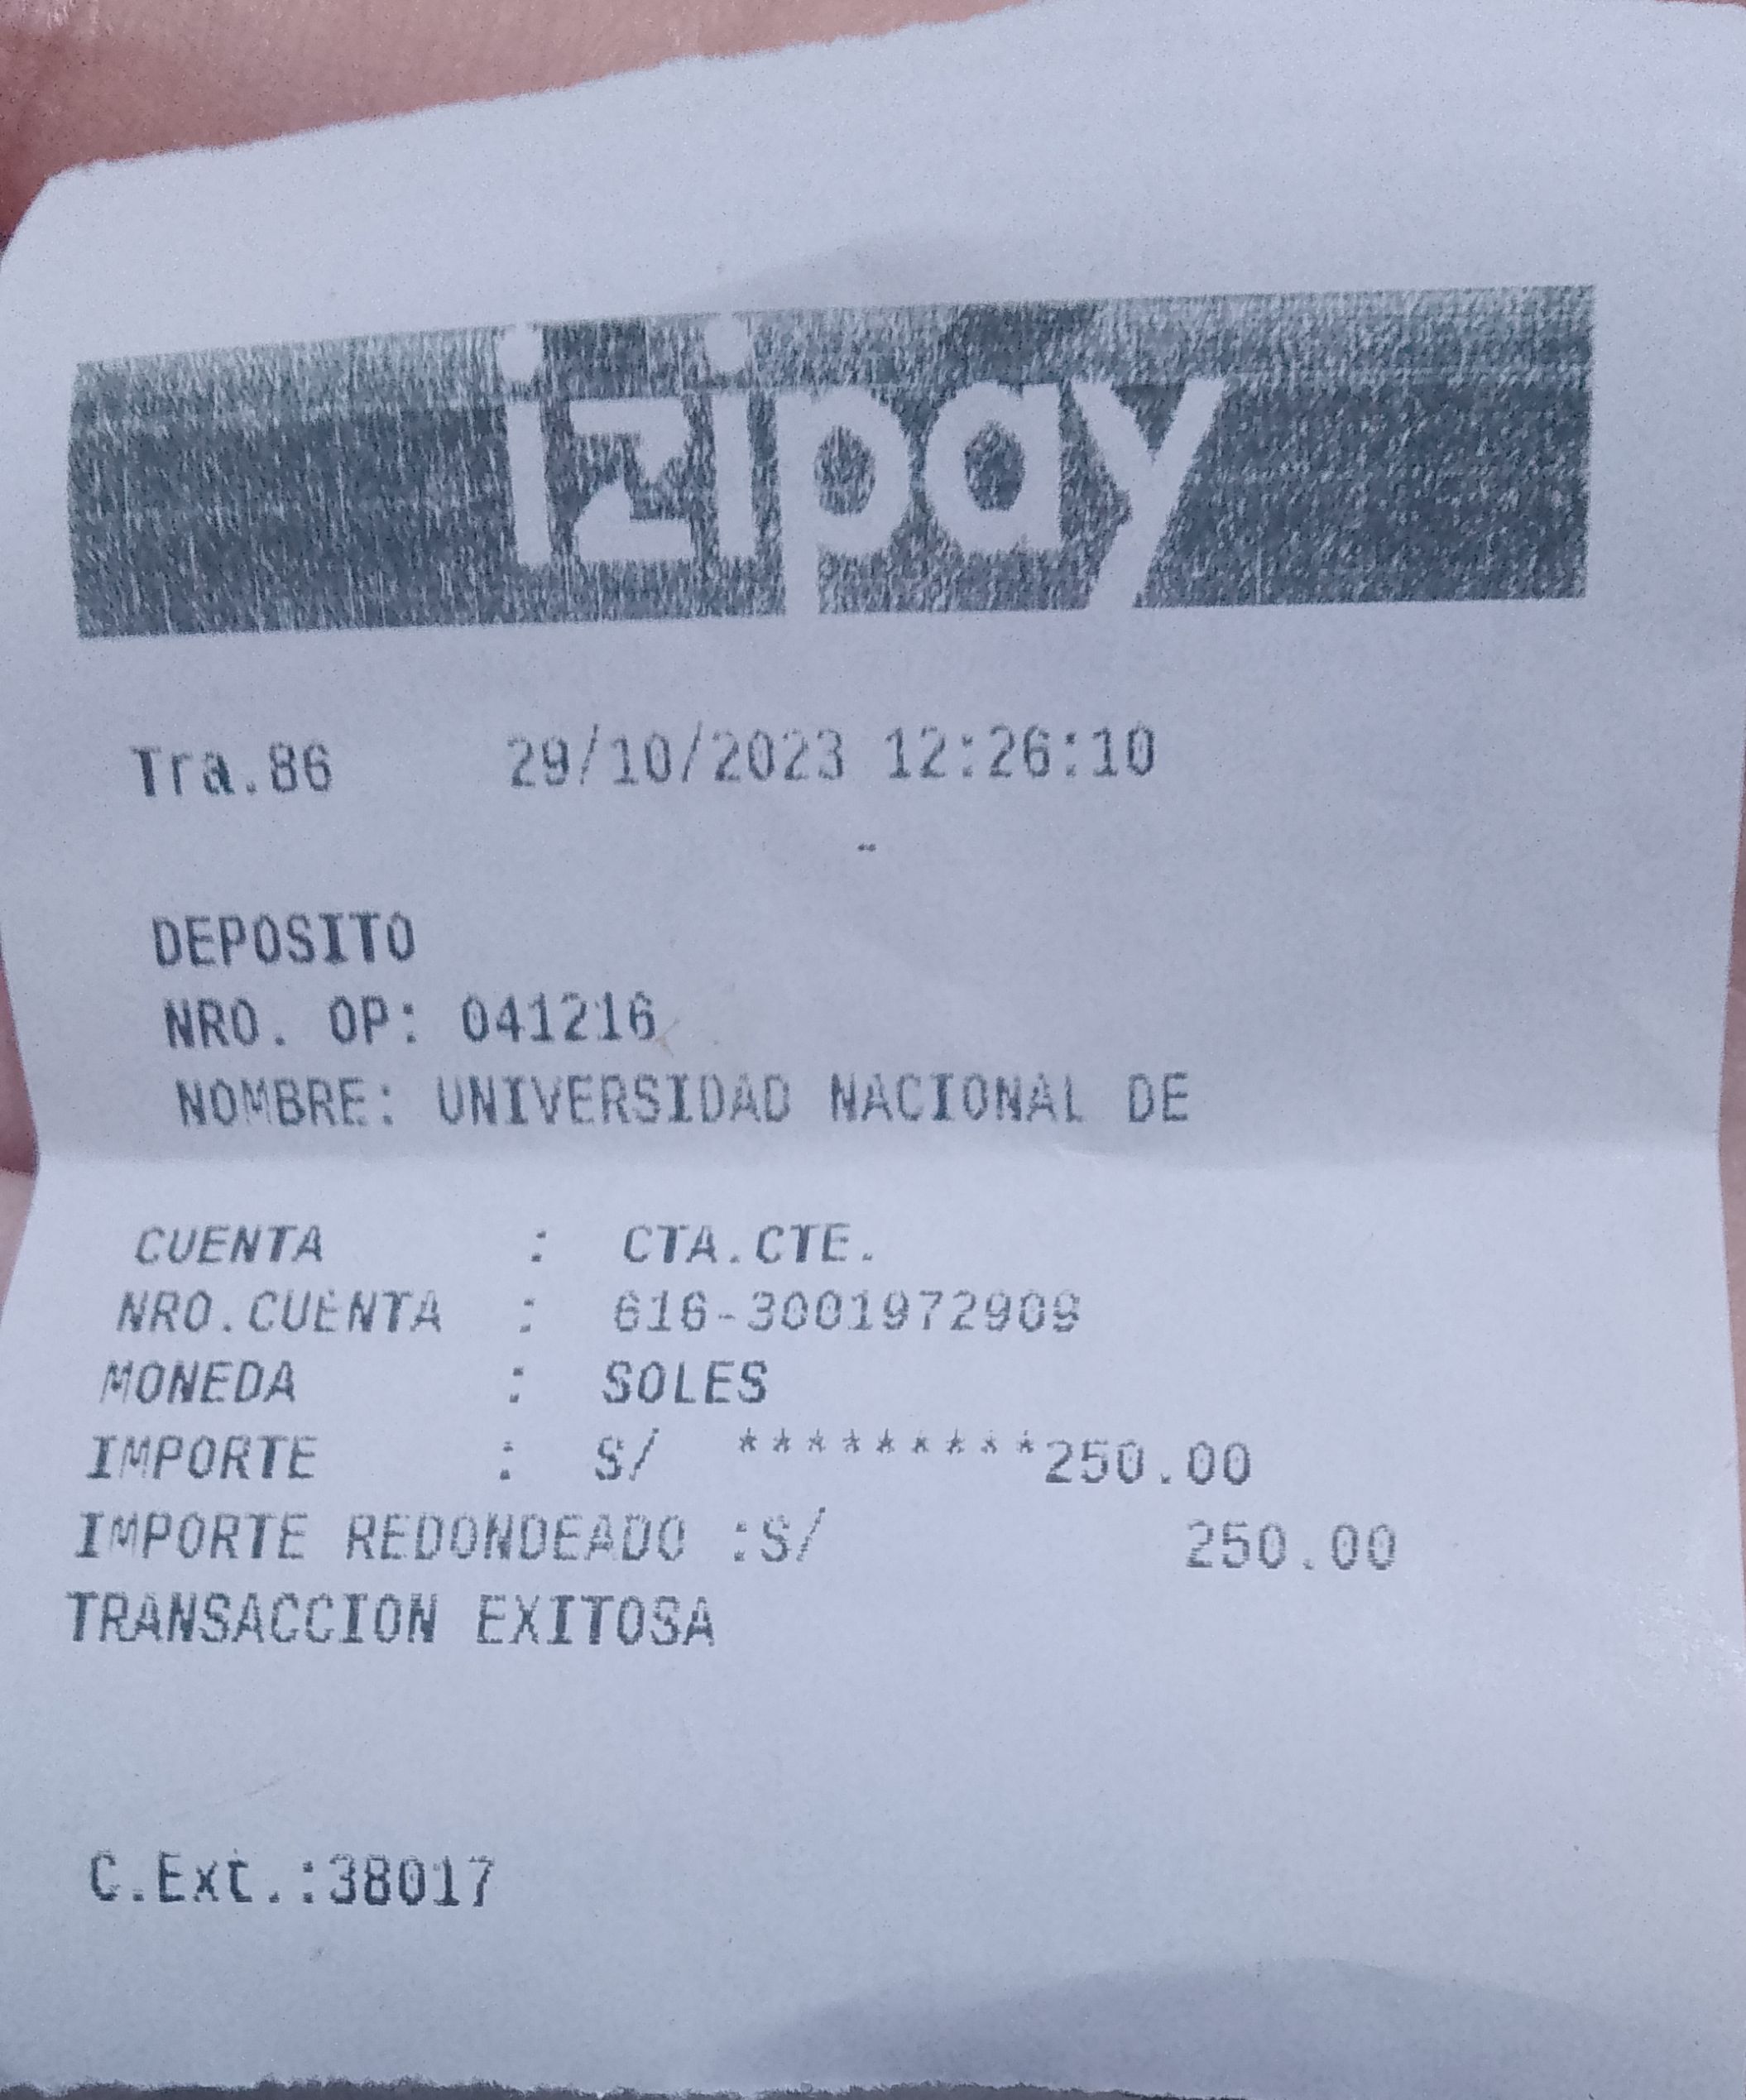 izipay
Tra.86 29/10/2023 12:26:10
DEPOSITO
NRO. OP: 041216
NOMBRE: UNIVERSIDAD NACIONAL DE
CUENTA : CTA.CTE.
NRO.CUENTA : 616-3001972909
MONEDA : SOLES
IMPORTE : S/ *********250.00
IMPORTE REDONDEADO :S/ 250.00
TRANSACCION EXITOSA
C.Ext.:38017